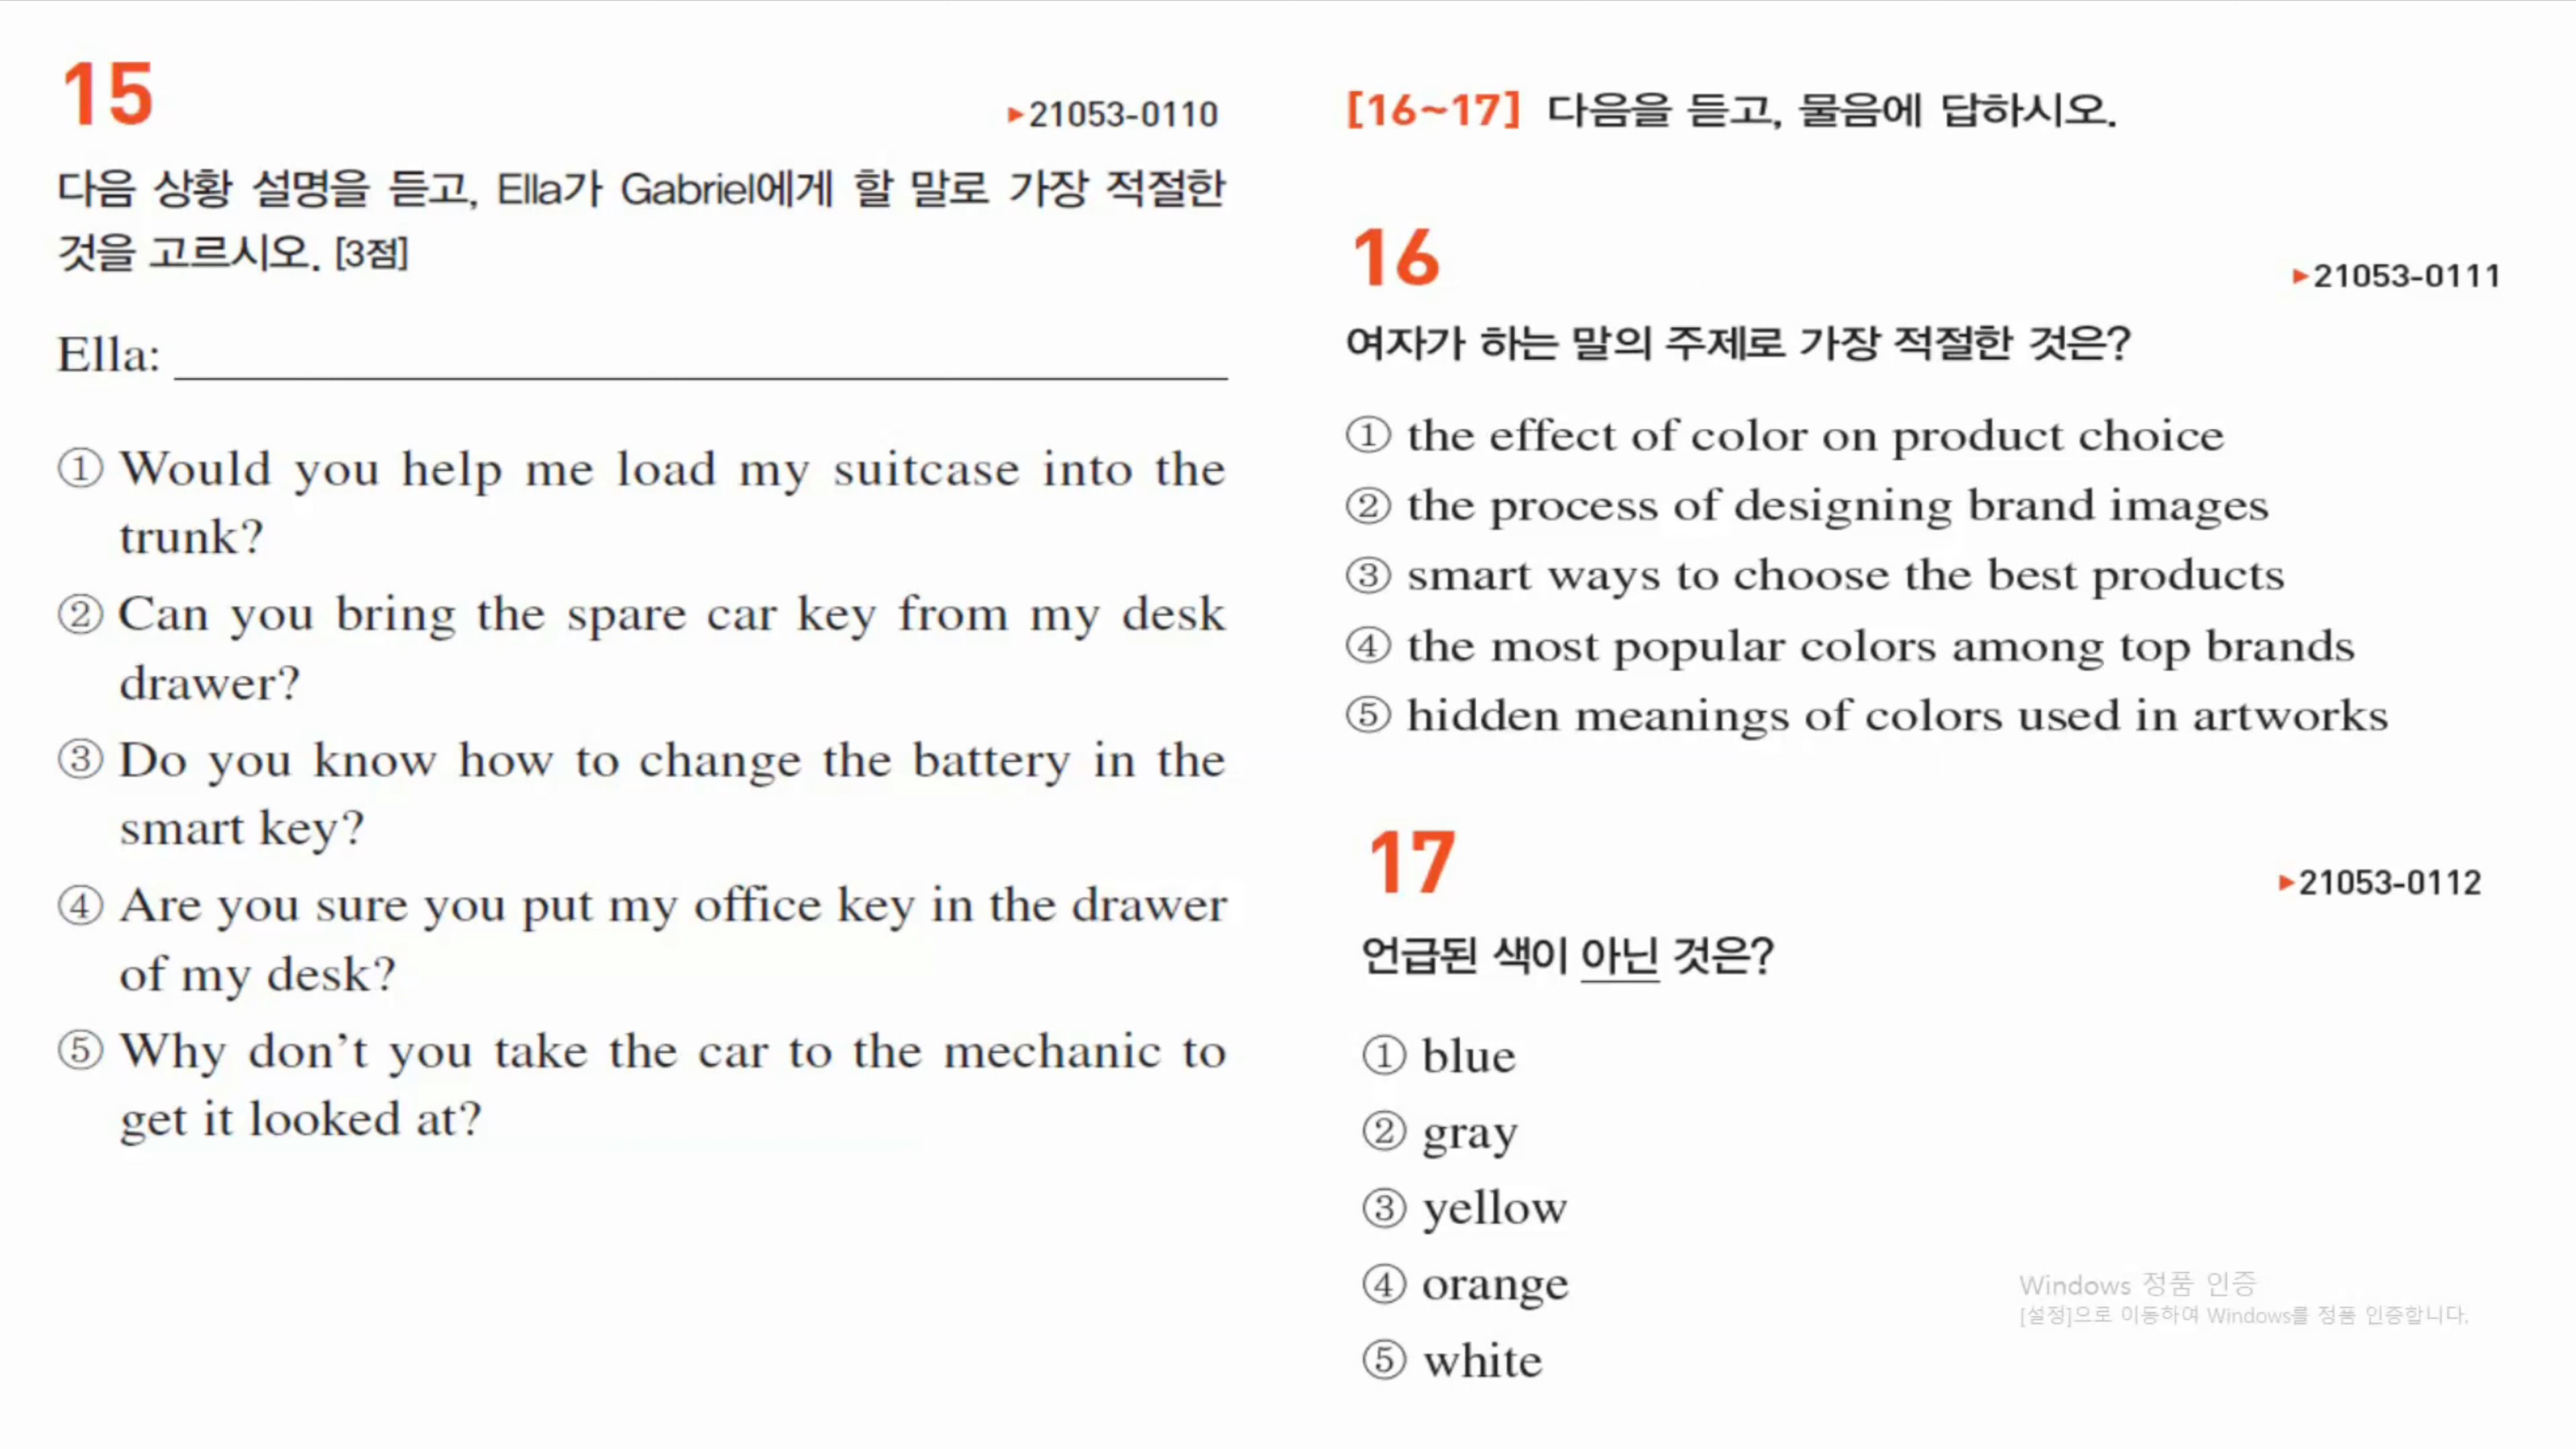 15
▶21053-0110
다음 상황 설명을 듣고, Ella가 Gabriel에게 할 말로 가장 적절한
것을 고르시오. [3점]
Ella:
① Would you help me load my suitcase into the
trunk?
② Can you bring the spare car key from my desk
drawer?
③ Do you know how to change the battery in the
smart key?
④ Are you sure you put my office key in the drawer
of my desk?
⑤ Why don't you take the car to the mechanic to
get it looked at?
[16~17] 다음을 듣고, 물음에 답하시오.
16
▶21053-0111
여자가 하는 말의 주제로 가장 적절한 것은?
① the effect of color on product choice
② the process of designing brand images
③ smart ways to choose the best products
④ the most popular colors among top brands
⑤ hidden meanings of colors used in artworks
17
▶21053-0112
언급된 색이 아닌 것은?
① blue
② gray
③ yellow
④ orange
⑤ white
Windows 정품 인증
[설정]으로 이동하여 Windows를 정품 인증합니다.